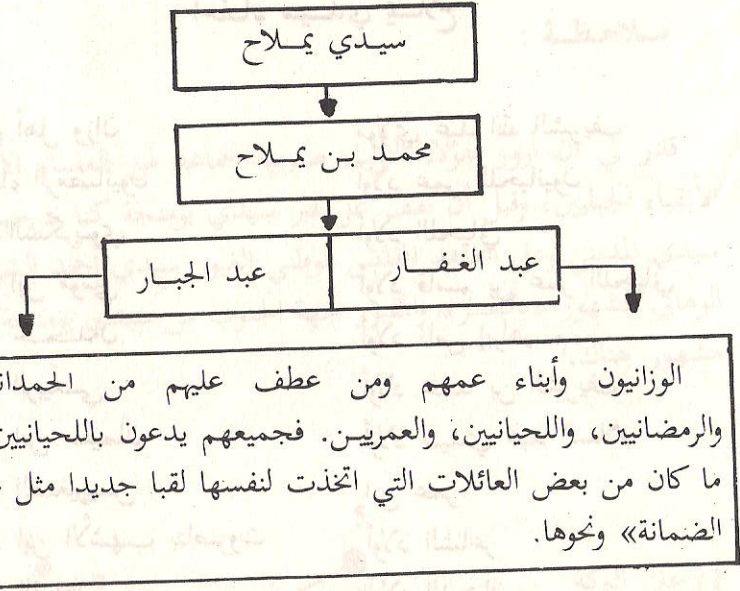 سيدي يملاح
محمد بن يملاح
عبد الغفار
عبد الجبار
الوزانيون وأبناء عمهم ومن عطف عليهم من
والرمضانيين، واللحيانيين، والعمريين. فجميعهم يدعون باللحيانيين
ما كان من بعض العائلات التي اتخذت لنفسها لقبا جديدا مثل
الضمانة» ونحوها.